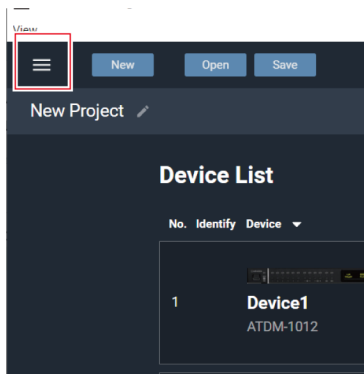 View
New Open Save
New Project
Device List
No. Identify Device
1
Device1
ATDM-1012